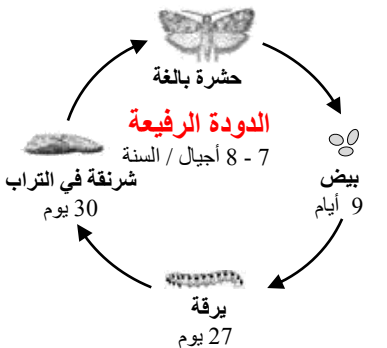 حشرة بالغة
الدودة الرفيعة
7 - 8 أجيال / السنة
بيض
9 أيام
شرنقة في التراب
30 يوم
يرقة
27 يوم